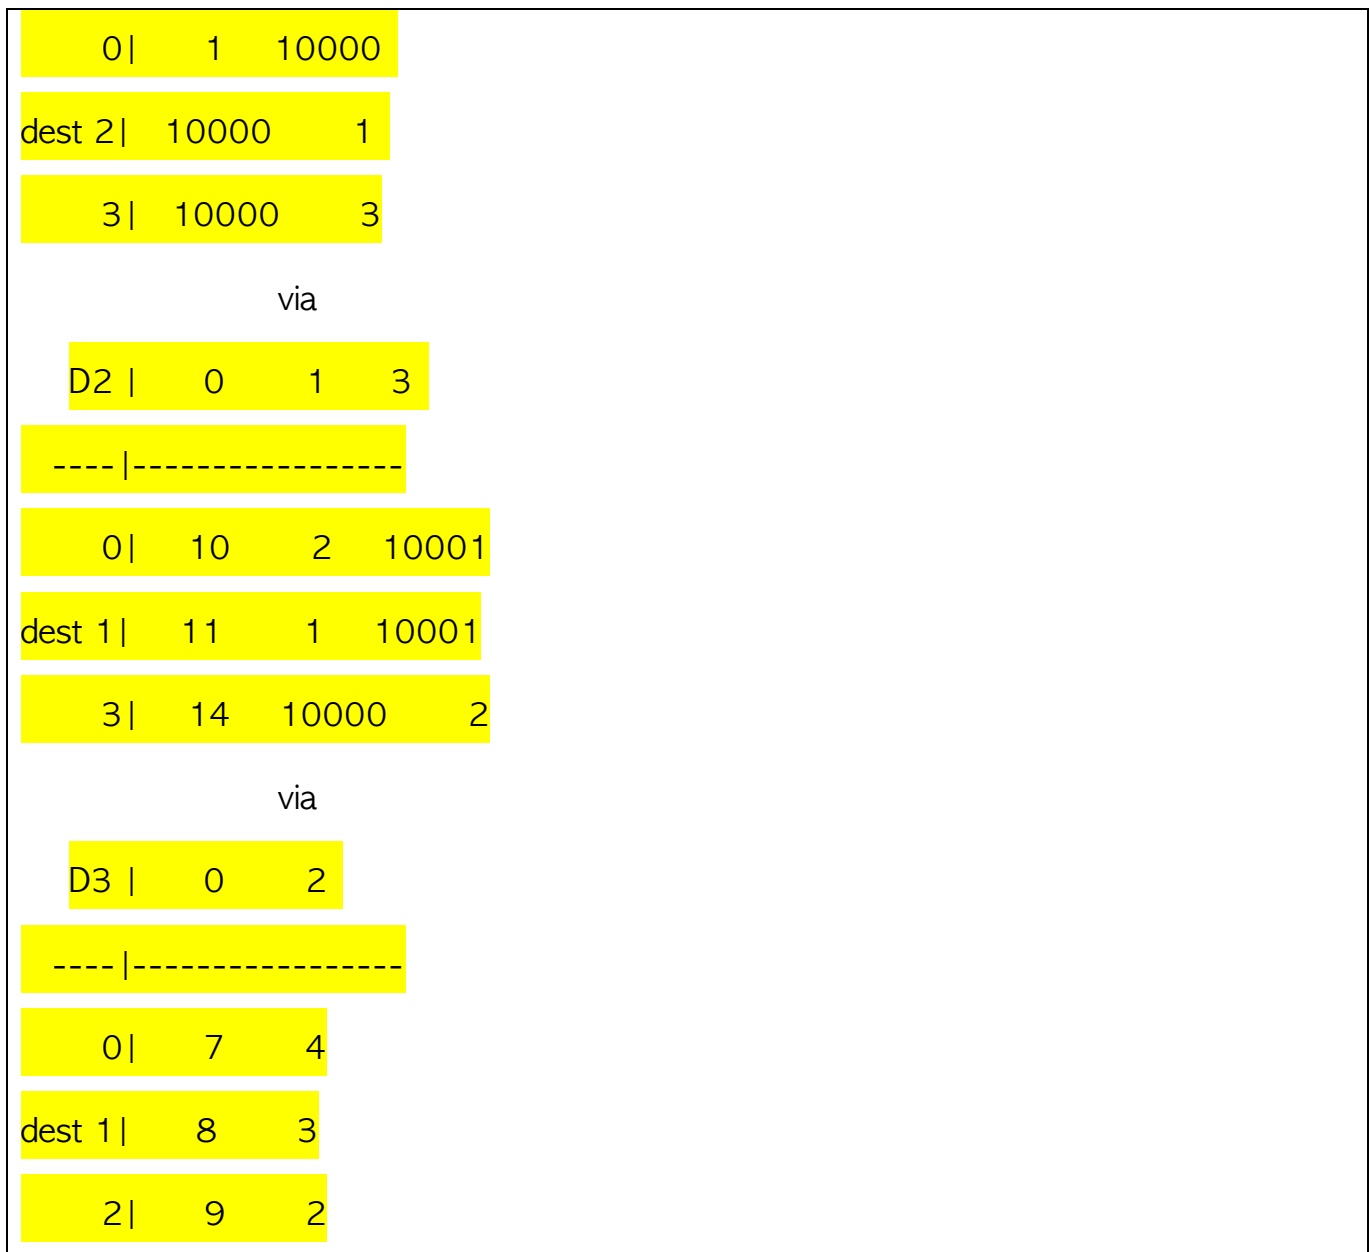 0|    1   10000
dest 2|  10000     1
3|  10000     3
via
D2 |    0     1    3
----|-----------------
0|   10     2   10001
dest 1|   11     1   10001
3|   14   10000     2
via
D3 |    0     2
----|-----------------
0|    7     4
dest 1|    8     3
2|    9     2